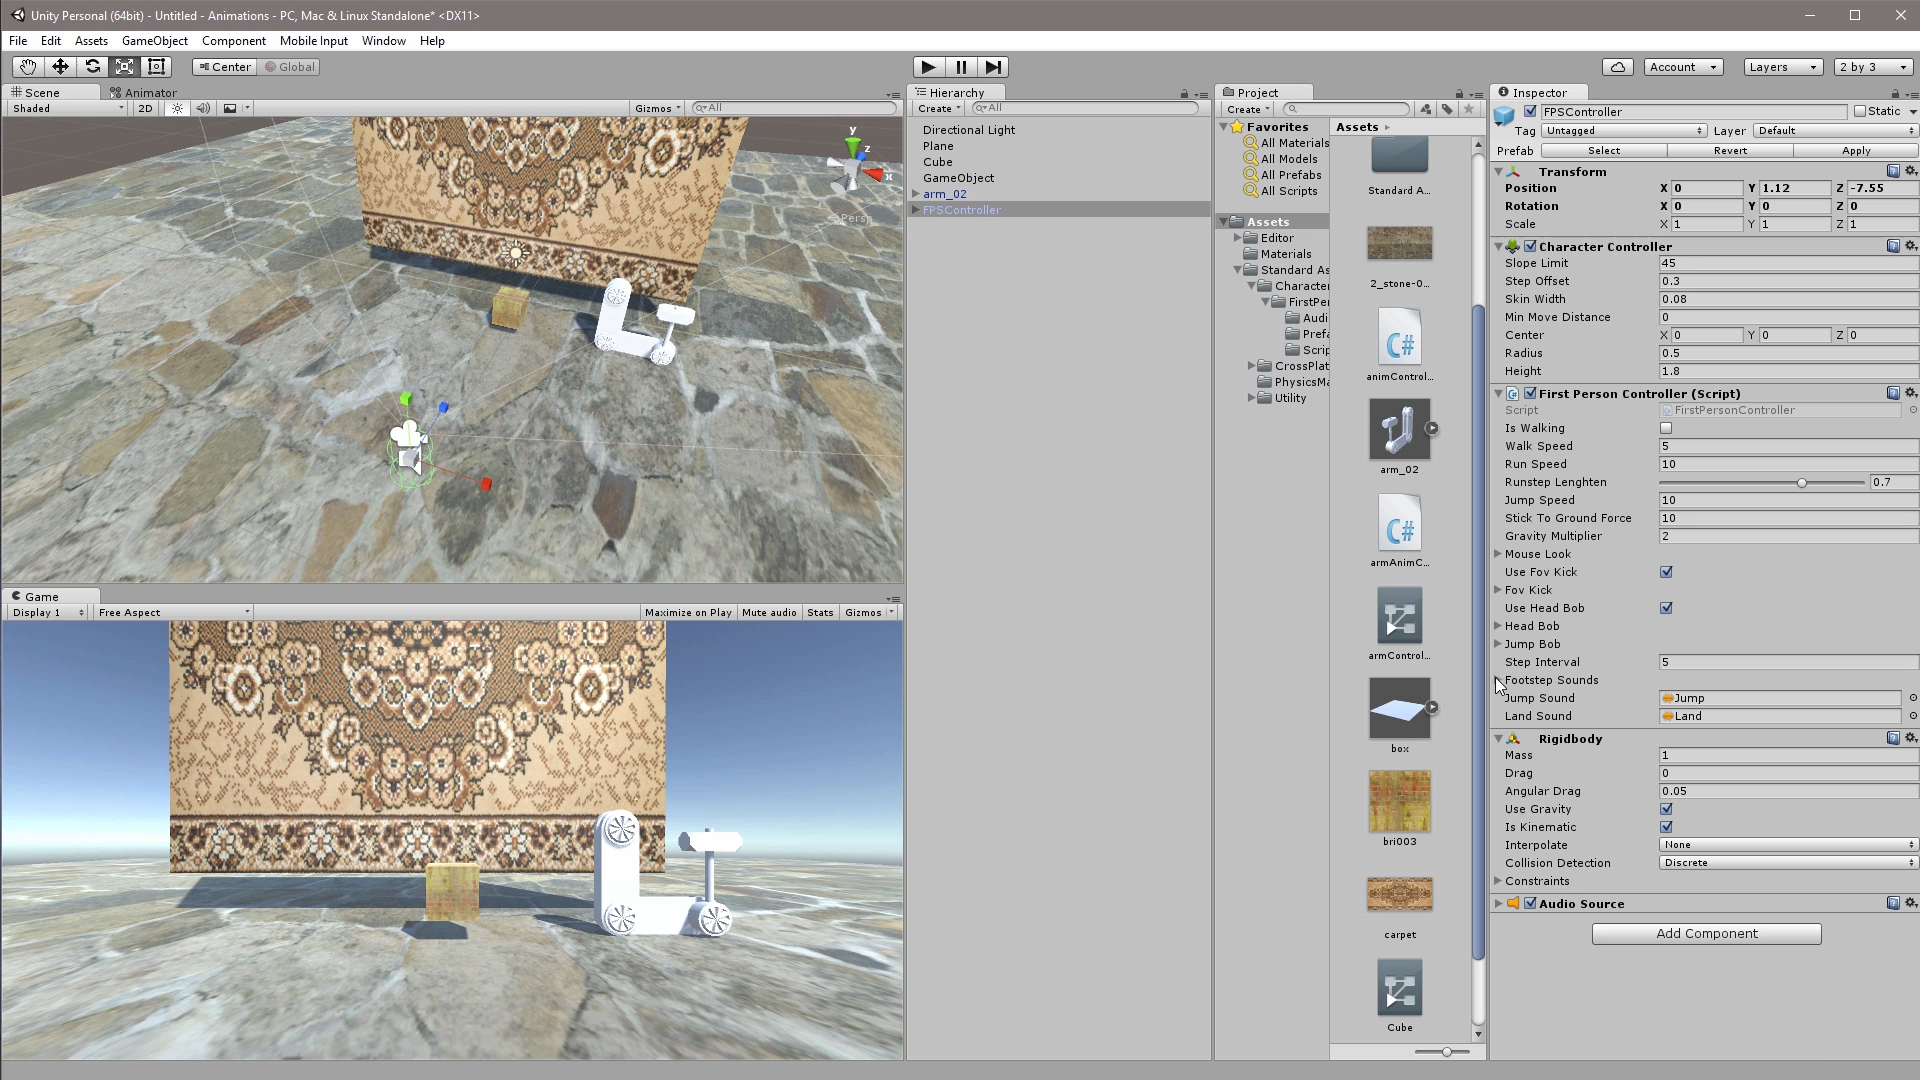 Unity Personal (64bit) - Untitled - Animations - PC, Mac & Linux Standalone* <DX11>
File Edit Assets GameObject Component Mobile Input Window Help
Center Global
Account Layers 2 by 3
Scene Animator
Shaded 2D Gizmos All
y z x
Persp
Game
Display 1 Free Aspect Maximize on Play Mute audio Stats Gizmos
Hierarchy
Create All
Directional Light
Plane
Cube
GameObject
arm_02
FPSController
Project
Create
Favorites
All Materials
All Models
All Prefabs
All Scripts
Assets
Editor
Materials
Standard As
Character
FirstPer
Audi
Prefa
Scrip
CrossPlat
PhysicsMa
Utility
Assets
Standard A...
2_stone-0...
C#
animControl...
arm_02
C#
armAnimC...
armControl...
box
bri003
carpet
Cube
Inspector
FPSController Static
Tag Untagged Layer Default
Prefab Select Revert Apply
Transform
Position X 0 Y 1.12 Z -7.55
Rotation X 0 Y 0 Z 0
Scale X 1 Y 1 Z 1
Character Controller
Slope Limit 45
Step Offset 0.3
Skin Width 0.08
Min Move Distance 0
Center X 0 Y 0 Z 0
Radius 0.5
Height 1.8
First Person Controller (Script)
Script FirstPersonController
Is Walking
Walk Speed 5
Run Speed 10
Runstep Lenghten 0.7
Jump Speed 10
Stick To Ground Force 10
Gravity Multiplier 2
Mouse Look
Use Fov Kick
Fov Kick
Use Head Bob
Head Bob
Jump Bob
Step Interval 5
Footstep Sounds
Jump Sound Jump
Land Sound Land
Rigidbody
Mass 1
Drag 0
Angular Drag 0.05
Use Gravity
Is Kinematic
Interpolate None
Collision Detection Discrete
Constraints
Audio Source
Add Component